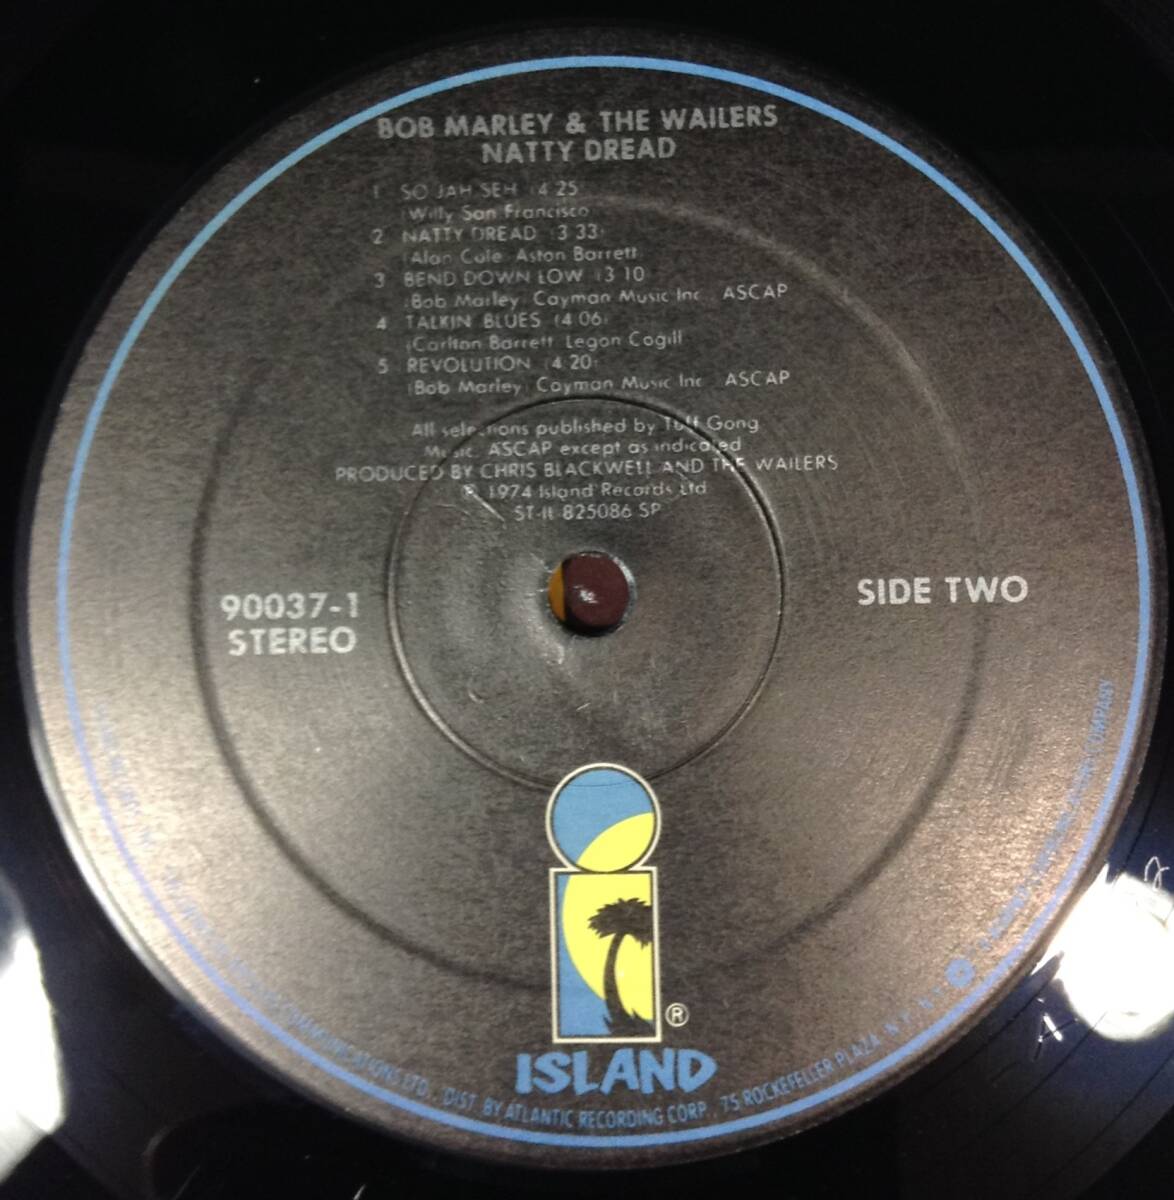 BOB MARLEY & THE WAILERS
NATTY DREAD
1 SO JAH SEH (4 25)
(Willy San Francisco)
2 NATTY DREAD (3 33)
(Alan Cole Aston Barrett)
3 BEND DOWN LOW (3 10)
(Bob Marley) Cayman Music Inc ASCAP
4 TALKIN BLUES (4 06)
(Carlton Barrett Legon Cogill)
5 REVOLUTION (4 20)
(Bob Marley) Cayman Music Inc ASCAP
All selections published by Tuff Gong
Music, ASCAP except as indicated
PRODUCED BY CHRIS BLACKWELL AND THE WAILERS
℗ 1974 Island Records Ltd
ST-IL 825086 SP
90037-1
STEREO
SIDE TWO
®
ISLAND
COMMUNICATIONS LTD., DIST. BY ATLANTIC RECORDING CORP., 75 ROCKEFELLER PLAZA, N.Y., N.Y.
COMPANY